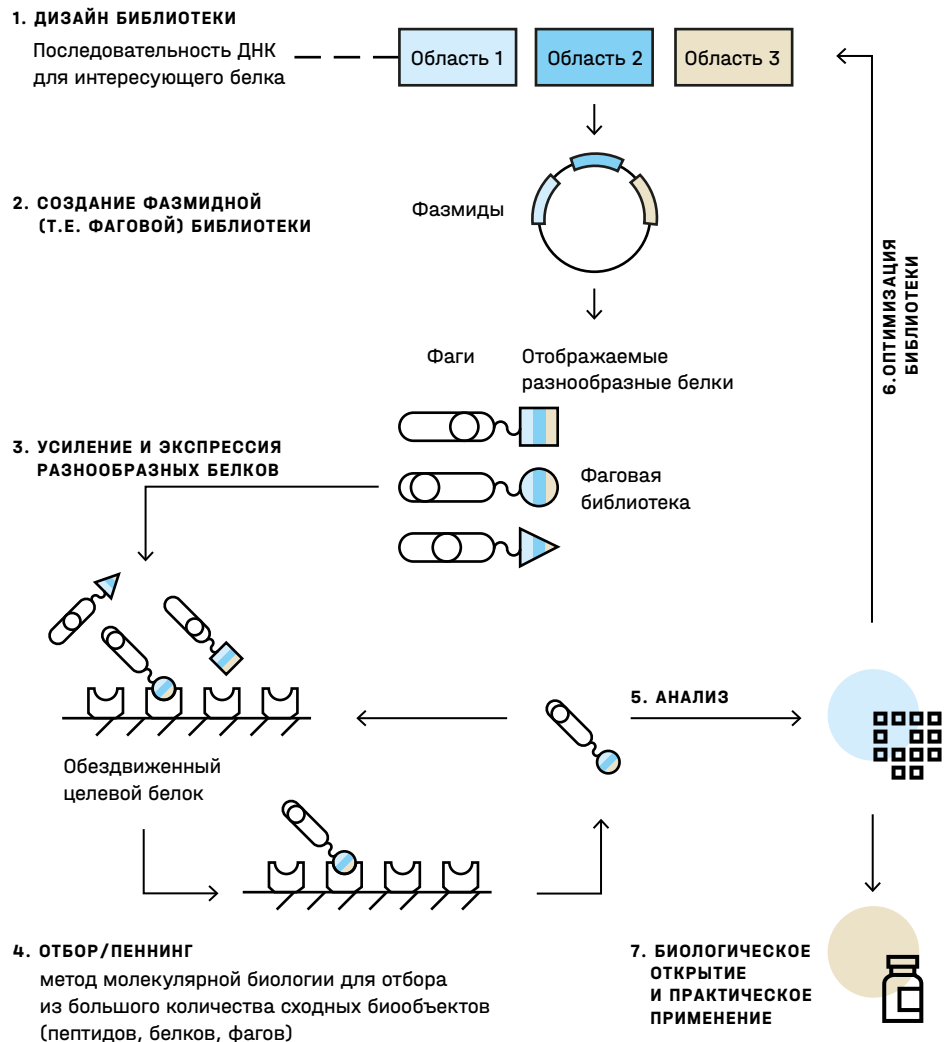 1. ДИЗАЙН БИБЛИОТЕКИ
Последовательность ДНК
для интересующего белка
Область 1
Область 2
Область 3
2. СОЗДАНИЕ ФАЗМИДНОЙ
(Т.Е. ФАГОВОЙ) БИБЛИОТЕКИ
Фазмиды
6.ОПТИМИЗАЦИЯ
БИБЛИОТЕКИ
Фаги
Отображаемые
разнообразные белки
3. УСИЛЕНИЕ И ЭКСПРЕССИЯ
РАЗНООБРАЗНЫХ БЕЛКОВ
Фаговая
библиотека
5. АНАЛИЗ
Обездвиженный
целевой белок
4. ОТБОР/ПЕННИНГ
метод молекулярной биологии для отбора
из большого количества сходных биообъектов
(пептидов, белков, фагов)
7. БИОЛОГИЧЕСКОЕ
ОТКРЫТИЕ
И ПРАКТИЧЕСКОЕ
ПРИМЕНЕНИЕ